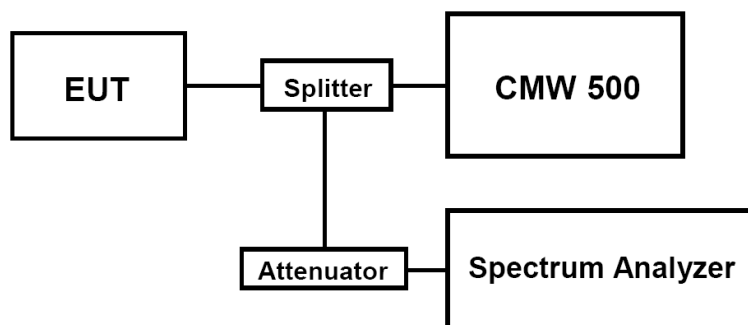 EUT
Splitter
CMW 500
Attenuator
Spectrum Analyzer